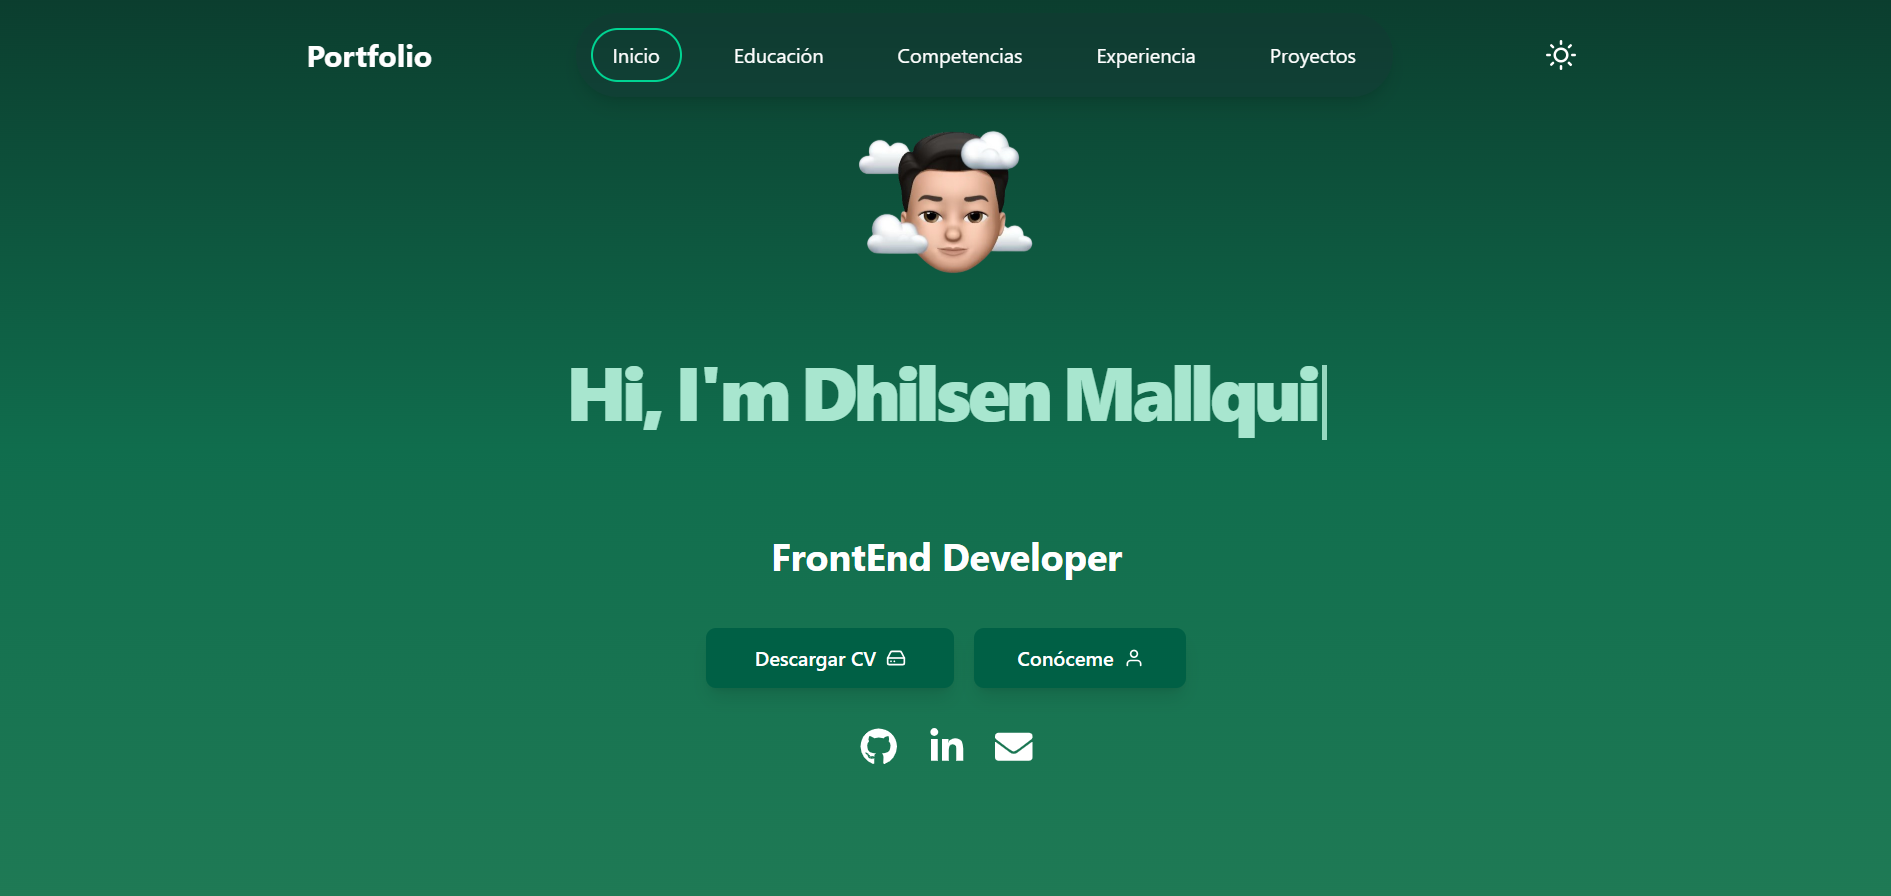 Portfolio
Inicio
Educación
Competencias
Experiencia
Proyectos
Hi, I'm Dhilsen Mallqui
FrontEnd Developer
Descargar CV
Conóceme